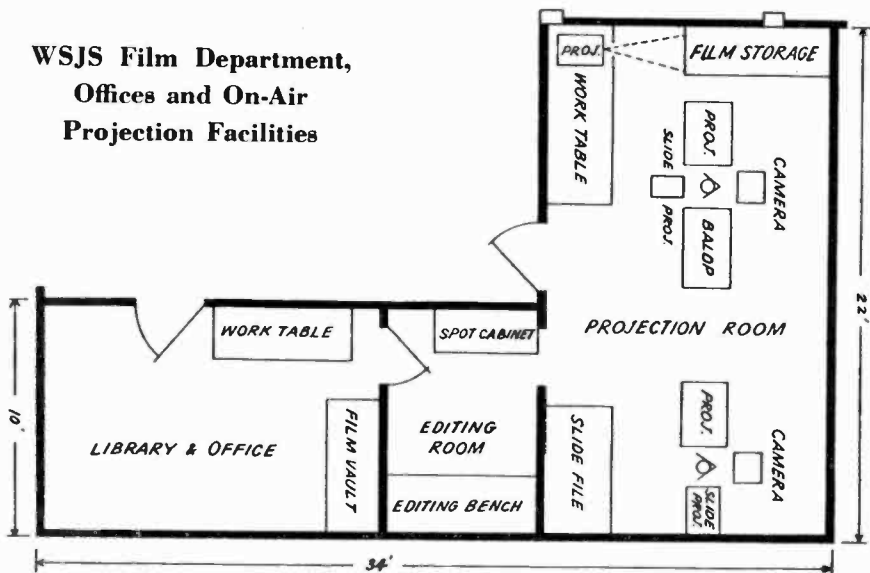 WSJS Film Department,
Offices and On-Air
Projection Facilities
PROJ.
FILM STORAGE
WORK TABLE
PROJ.
SLIDE PROJ.
CAMERA
BALOP
22'
PROJECTION ROOM
WORK TABLE
SPOT CABINET
10'
LIBRARY & OFFICE
FILM VAULT
EDITING
ROOM
EDITING BENCH
SLIDE FILE
PROJ.
CAMERA
SLIDE
PROJ.
34'